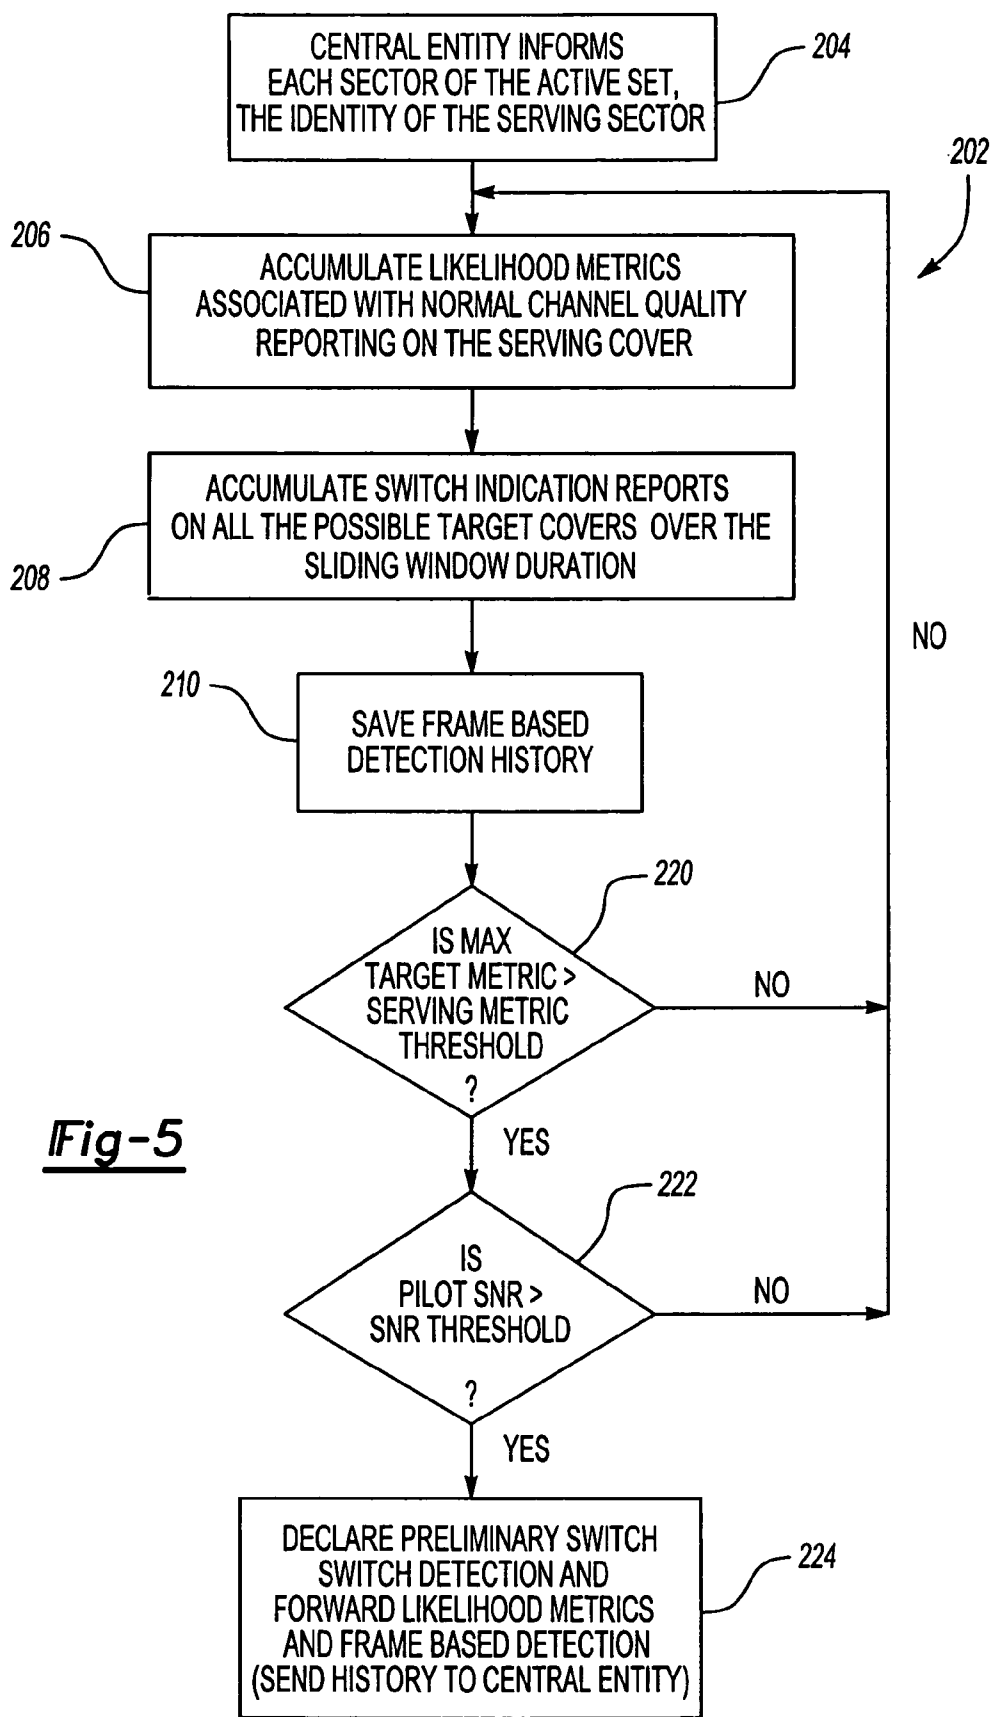 CENTRAL ENTITY INFORMS
EACH SECTOR OF THE ACTIVE SET,
THE IDENTITY OF THE SERVING SECTOR
204
202
206
ACCUMULATE LIKELIHOOD METRICS
ASSOCIATED WITH NORMAL CHANNEL QUALITY
REPORTING ON THE SERVING COVER
ACCUMULATE SWITCH INDICATION REPORTS
ON ALL THE POSSIBLE TARGET COVERS OVER THE
SLIDING WINDOW DURATION
208
NO
210
SAVE FRAME BASED
DETECTION HISTORY
220
IS MAX
TARGET METRIC >
SERVING METRIC
THRESHOLD
?
NO
YES
Fig-5
222
IS
PILOT SNR >
SNR THRESHOLD
?
NO
YES
DECLARE PRELIMINARY SWITCH
SWITCH DETECTION AND
FORWARD LIKELIHOOD METRICS
AND FRAME BASED DETECTION
(SEND HISTORY TO CENTRAL ENTITY)
224